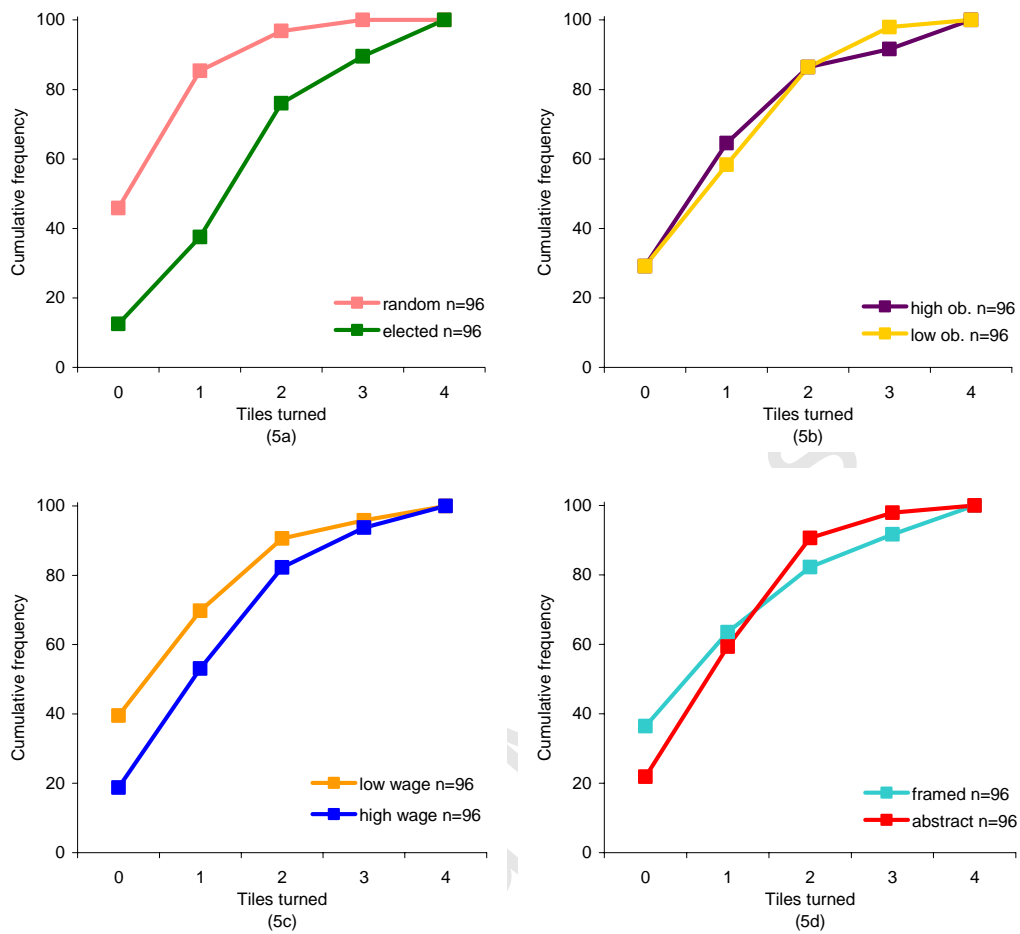 100
80
60
40
20
0
Cumulative frequency
random n=96
elected n=96
0 1 2 3 4
Tiles turned
(5a)
100
80
60
40
20
0
Cumulative frequency
high ob. n=96
low ob. n=96
0 1 2 3 4
Tiles turned
(5b)
100
80
60
40
20
0
Cumulative frequency
low wage n=96
high wage n=96
0 1 2 3 4
Tiles turned
(5c)
100
80
60
40
20
0
Cumulative frequency
framed n=96
abstract n=96
0 1 2 3 4
Tiles turned
(5d)